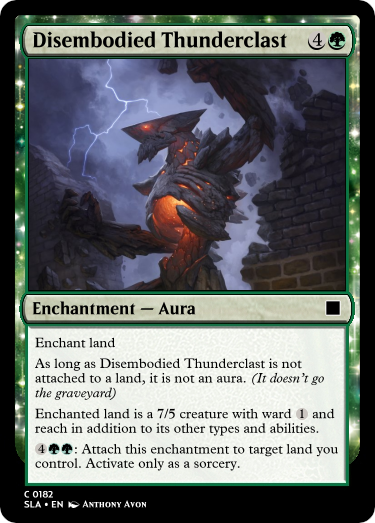 Disembodied Thunderclast 4
Enchantment — Aura
Enchant land
As long as Disembodied Thunderclast is not
attached to a land, it is not an aura. (It doesn't go
the graveyard)
Enchanted land is a 7/5 creature with ward 1 and
reach in addition to its other types and abilities.
4: Attach this enchantment to target land you
control. Activate only as a sorcery.
C 0182
SLA • EN Anthony Avon